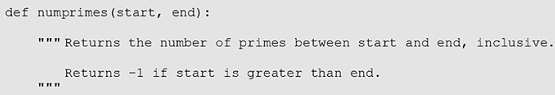 def numprimes(start, end):
""" Returns the number of primes between start and end, inclusive.
Returns -1 if start is greater than end.
"""